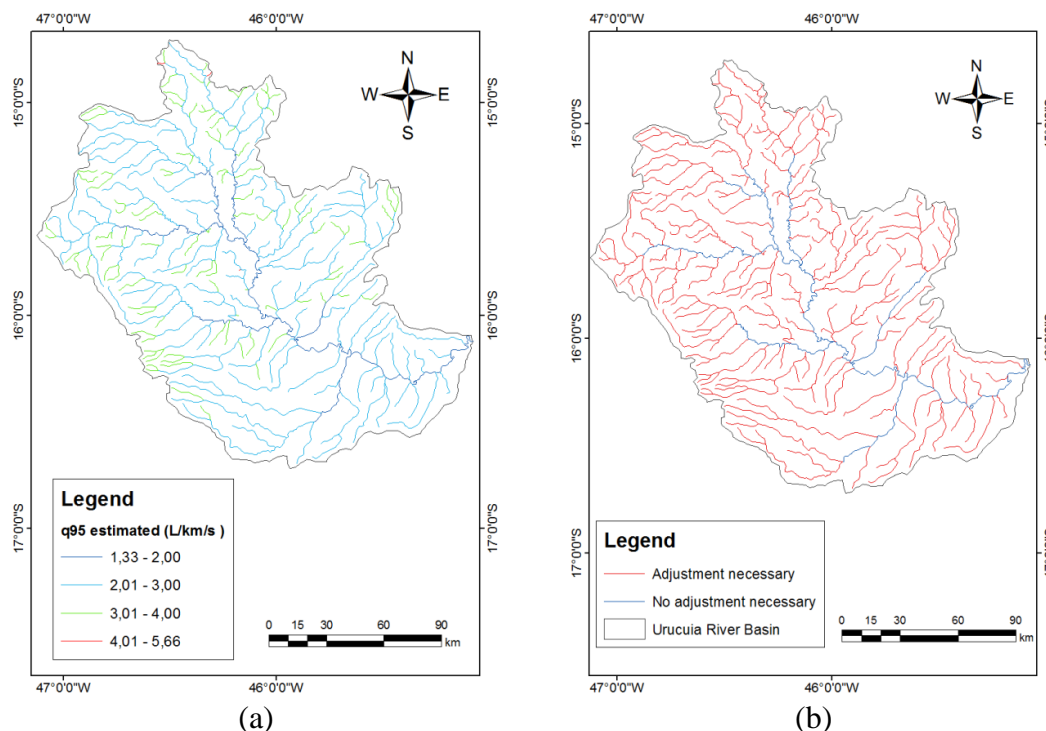 47°0'0"W 46°0'0"W
N
W E
S
15°0'0"S
15°0'0"S
16°0'0"S
16°0'0"S
17°0'0"S
17°0'0"S
Legend
q95 estimated (L/km/s )
1,33 - 2,00
2,01 - 3,00
3,01 - 4,00
4,01 - 5,66
0 10 15 30 60 90
km
47°0'0"W 46°0'0"W
(a)
47°0'0"W 46°0'0"W
N
W E
S
15°0'0"S
16°0'0"S
17°0'0"S
Legend
Adjustment necessary
No adjustment necessary
Urucuia River Basin
0 10 15 30 60 90
km
47°0'0"W 46°0'0"W
(b)